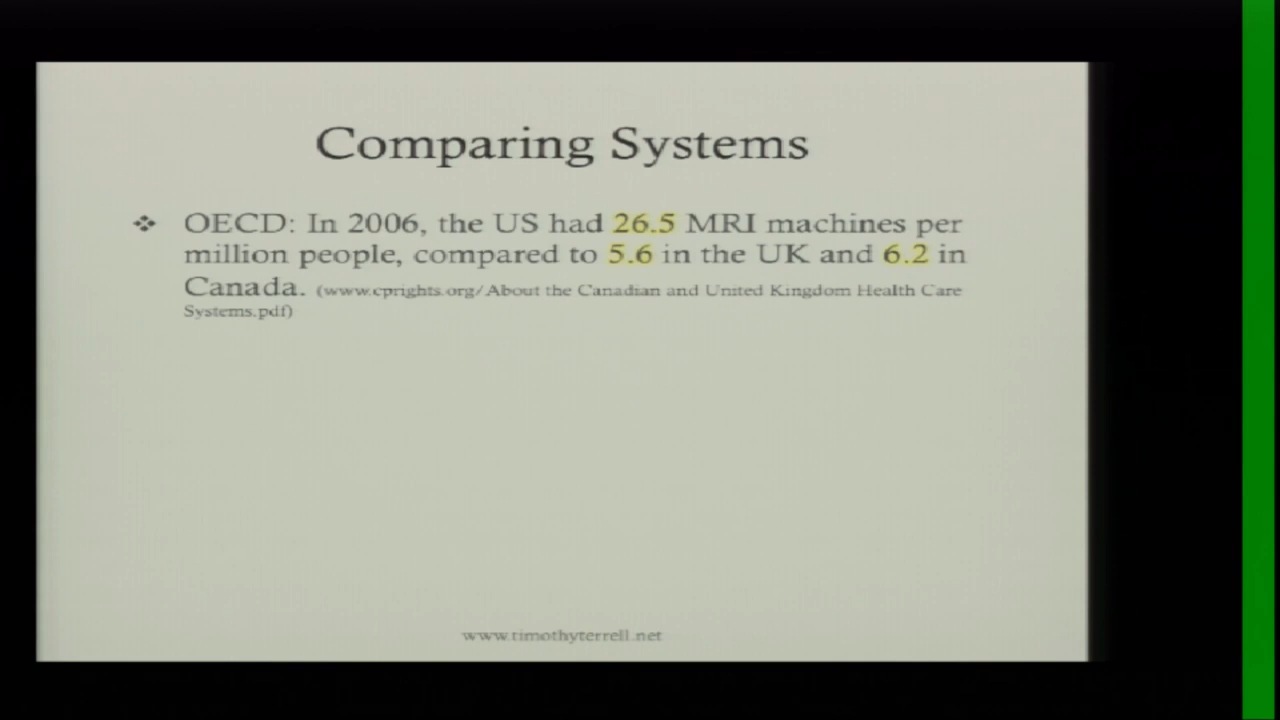 Comparing Systems
❖ OECD: In 2006, the US had 26.5 MRI machines per
million people, compared to 5.6 in the UK and 6.2 in
Canada. (www.cprights.org/About the Canadian and United Kingdom Health Care
Systems.pdf)
www.timothyterrell.net